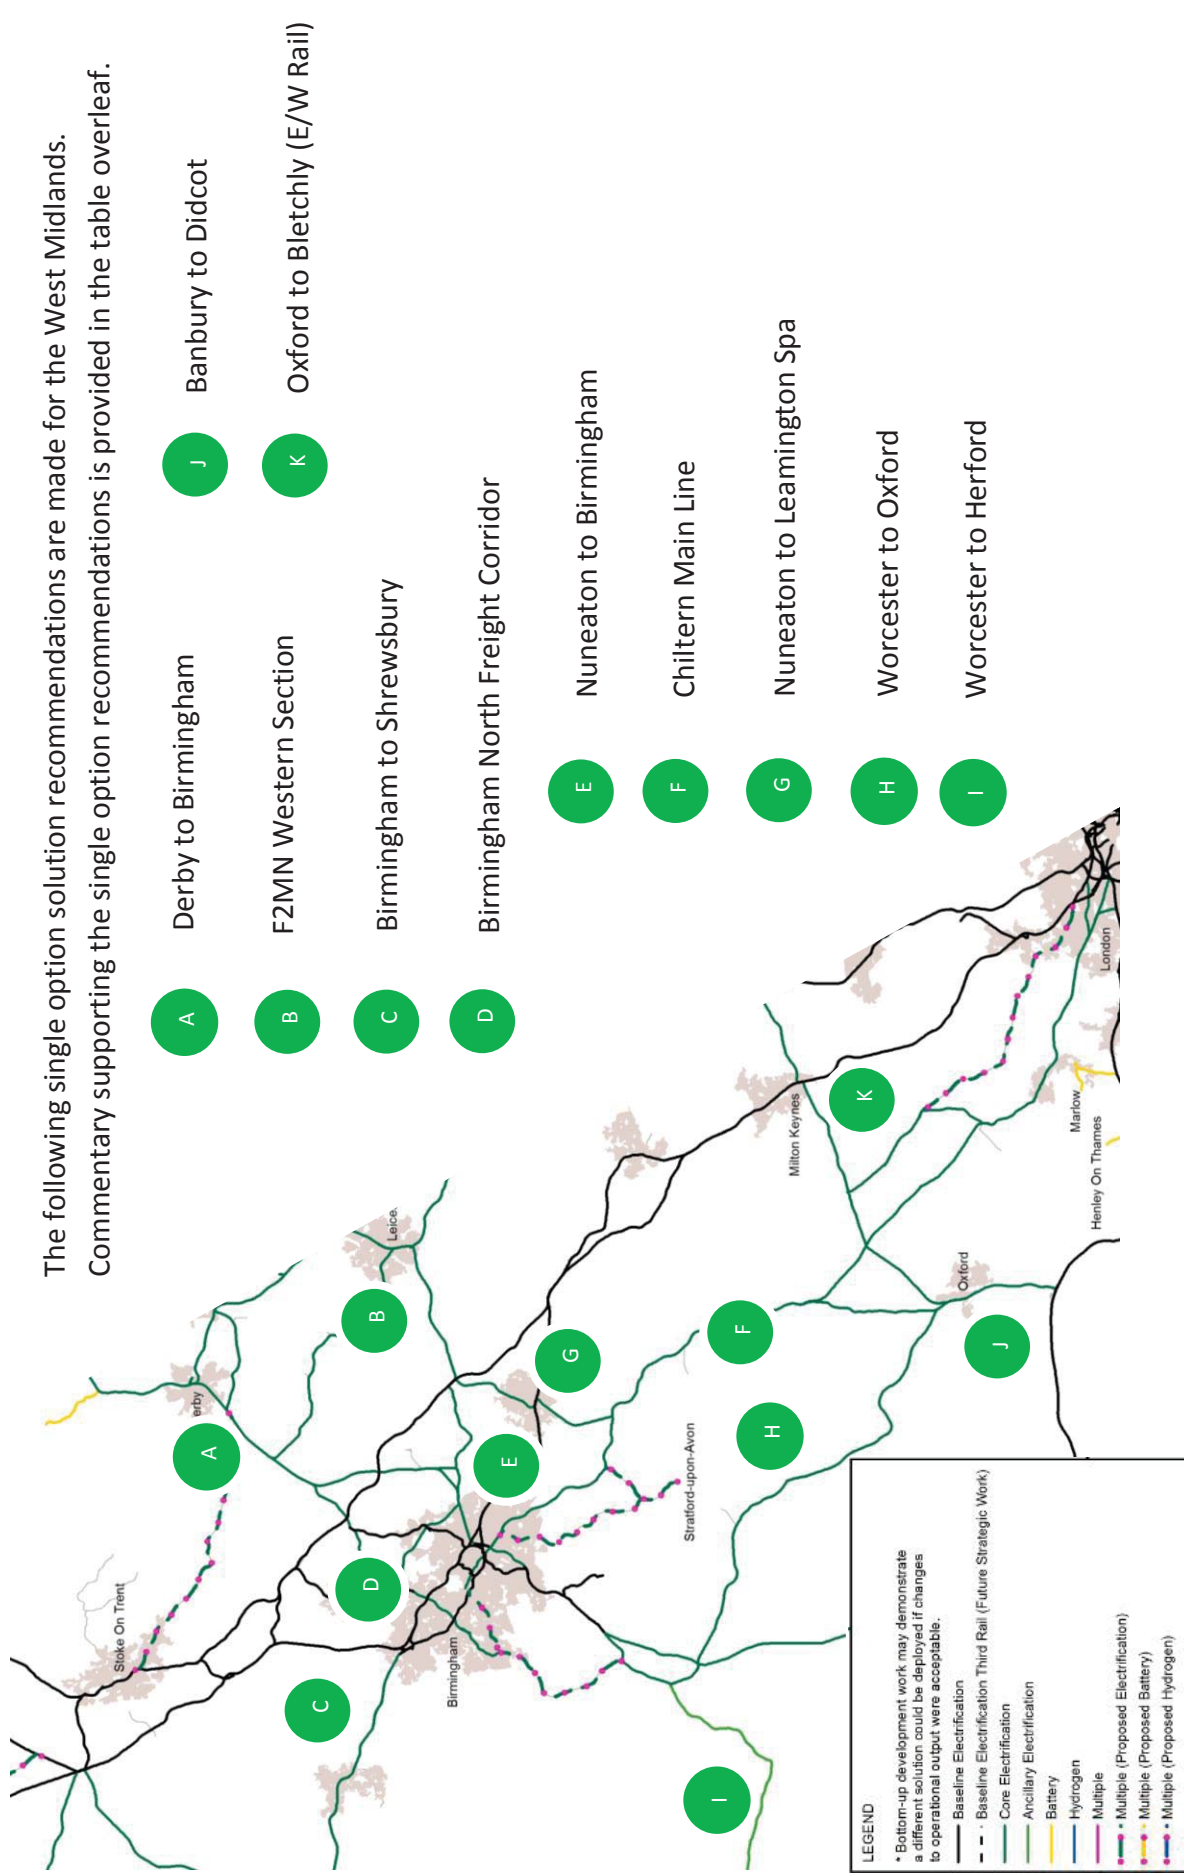 The following single option solution recommendations are made for the West Midlands.
Commentary supporting the single option recommendations is provided in the table overleaf.
A Derby to Birmingham
B F2MN Western Section
C Birmingham to Shrewsbury
D Birmingham North Freight Corridor
E Nuneaton to Birmingham
F Chiltern Main Line
G Nuneaton to Leamington Spa
H Worcester to Oxford
I Worcester to Herford
J Banbury to Didcot
K Oxford to Bletchly (E/W Rail)
Stoke On Trent
erby
Leice
A
B
C
D
E
F
G
H
I
J
K
Birmingham
Stratford-upon-Avon
Milton Keynes
Oxford
Marlow
Henley On Thames
London
LEGEND
* Bottom-up development work may demonstrate
a different solution could be deployed if changes
to operational output were acceptable.
Baseline Electrification
Baseline Electrification Third Rail (Future Strategic Work)
Core Electrification
Ancillary Electrification
Battery
Hydrogen
Multiple
Multiple (Proposed Electrification)
Multiple (Proposed Battery)
Multiple (Proposed Hydrogen)